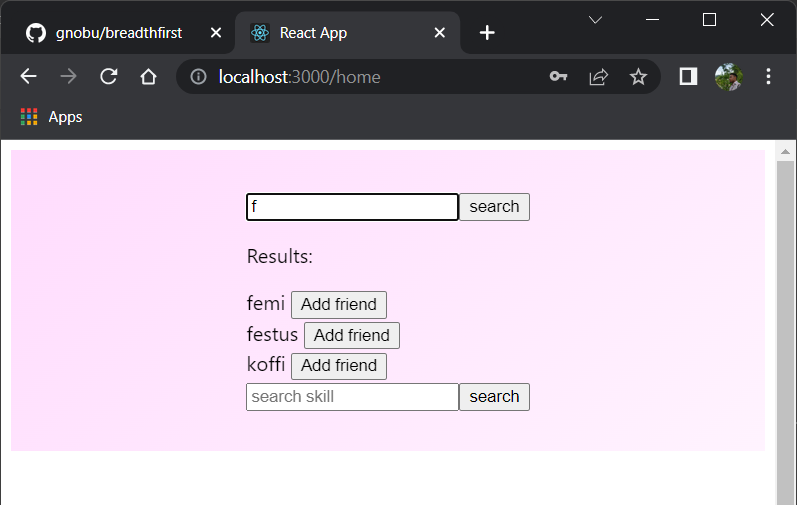 gnobu/breadthfirst
React App
localhost:3000/home
Apps
f search
Results:
femi Add friend
festus Add friend
koffi Add friend
search skill search